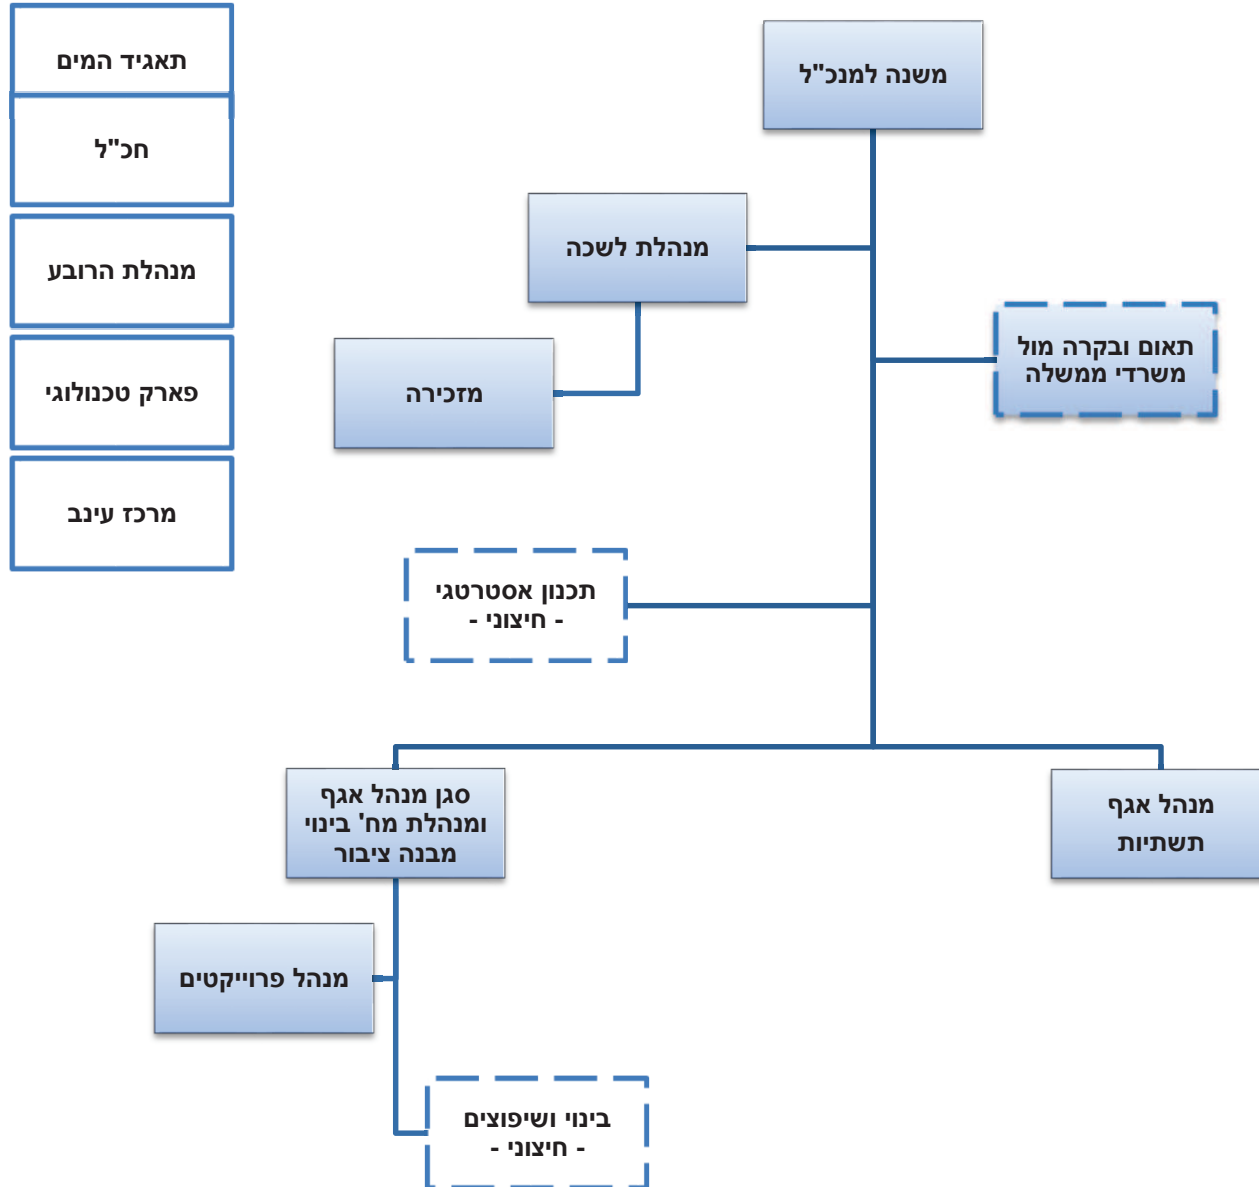 משנה למנכ"ל
תאגיד המים
חכ"ל
מנהלת הרובע
פארק טכנולוגי
מרכז עינב
מנהלת לשכה
מזכירה
תאום ובקרה מול
משרדי ממשלה
תכנון אסטרטגי
- חיצוני -
מנהל אגף
תשתיות
סגן מנהל אגף
ומנהלת מח' בינוי
מבנה ציבור
מנהל פרוייקטים
בינוי ושיפוצים
- חיצוני -